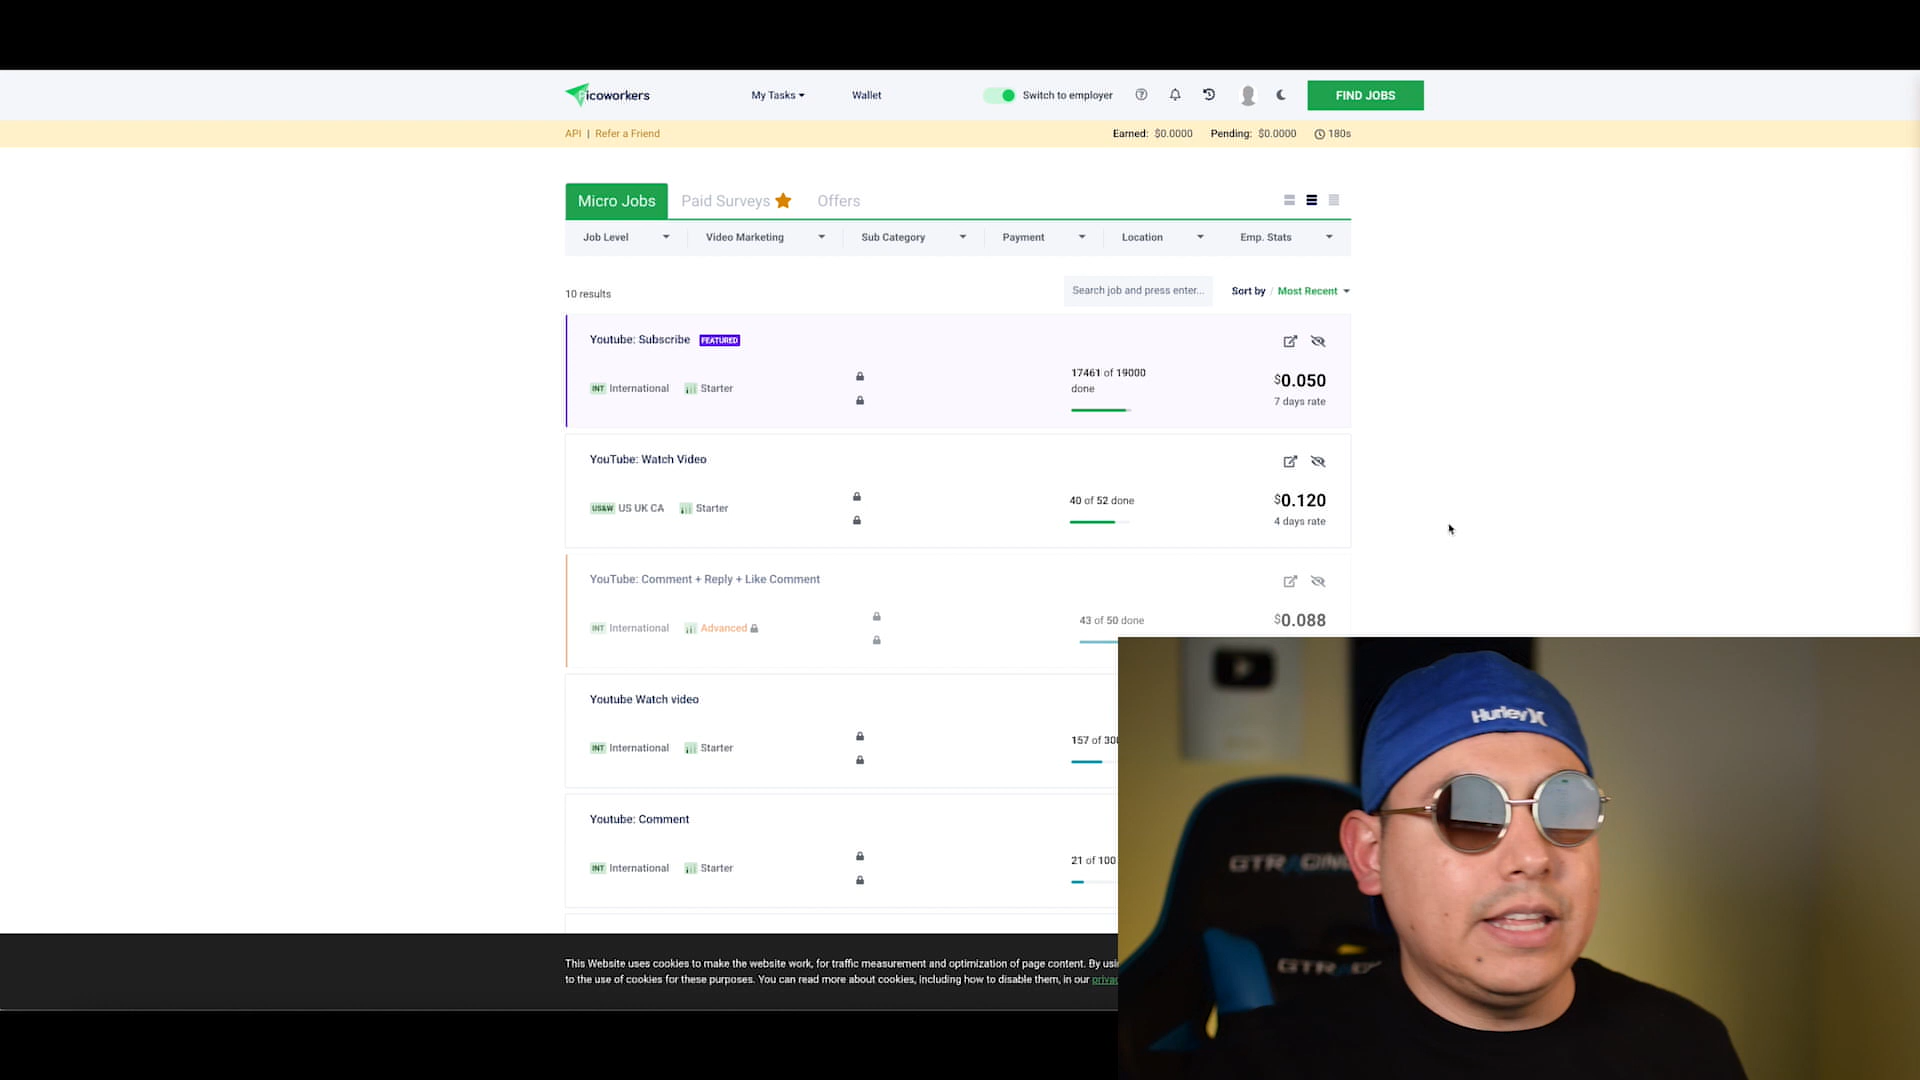 Picoworkers
My Tasks
Wallet
Switch to employer
FIND JOBS
API | Refer a Friend
Earned: $0.0000 Pending: $0.0000 180s
Micro Jobs
Paid Surveys
Offers
Job Level
Video Marketing
Sub Category
Payment
Location
Emp. Stats
10 results
Search job and press enter...
Sort by / Most Recent
Youtube: Subscribe FEATURED
INT International Starter
17461 of 19000
done
$0.050
7 days rate
YouTube: Watch Video
US&W US UK CA Starter
40 of 52 done
$0.120
4 days rate
YouTube: Comment + Reply + Like Comment
INT International Advanced
43 of 50 done
$0.088
Youtube Watch video
INT International Starter
157 of 300
Youtube: Comment
INT International Starter
21 of 100
This Website uses cookies to make the website work, for traffic measurement and optimization of page content. By
to the use of cookies for these purposes. You can read more about cookies, including how to disable them, in our
Hurley
GTRACING
GTRACING